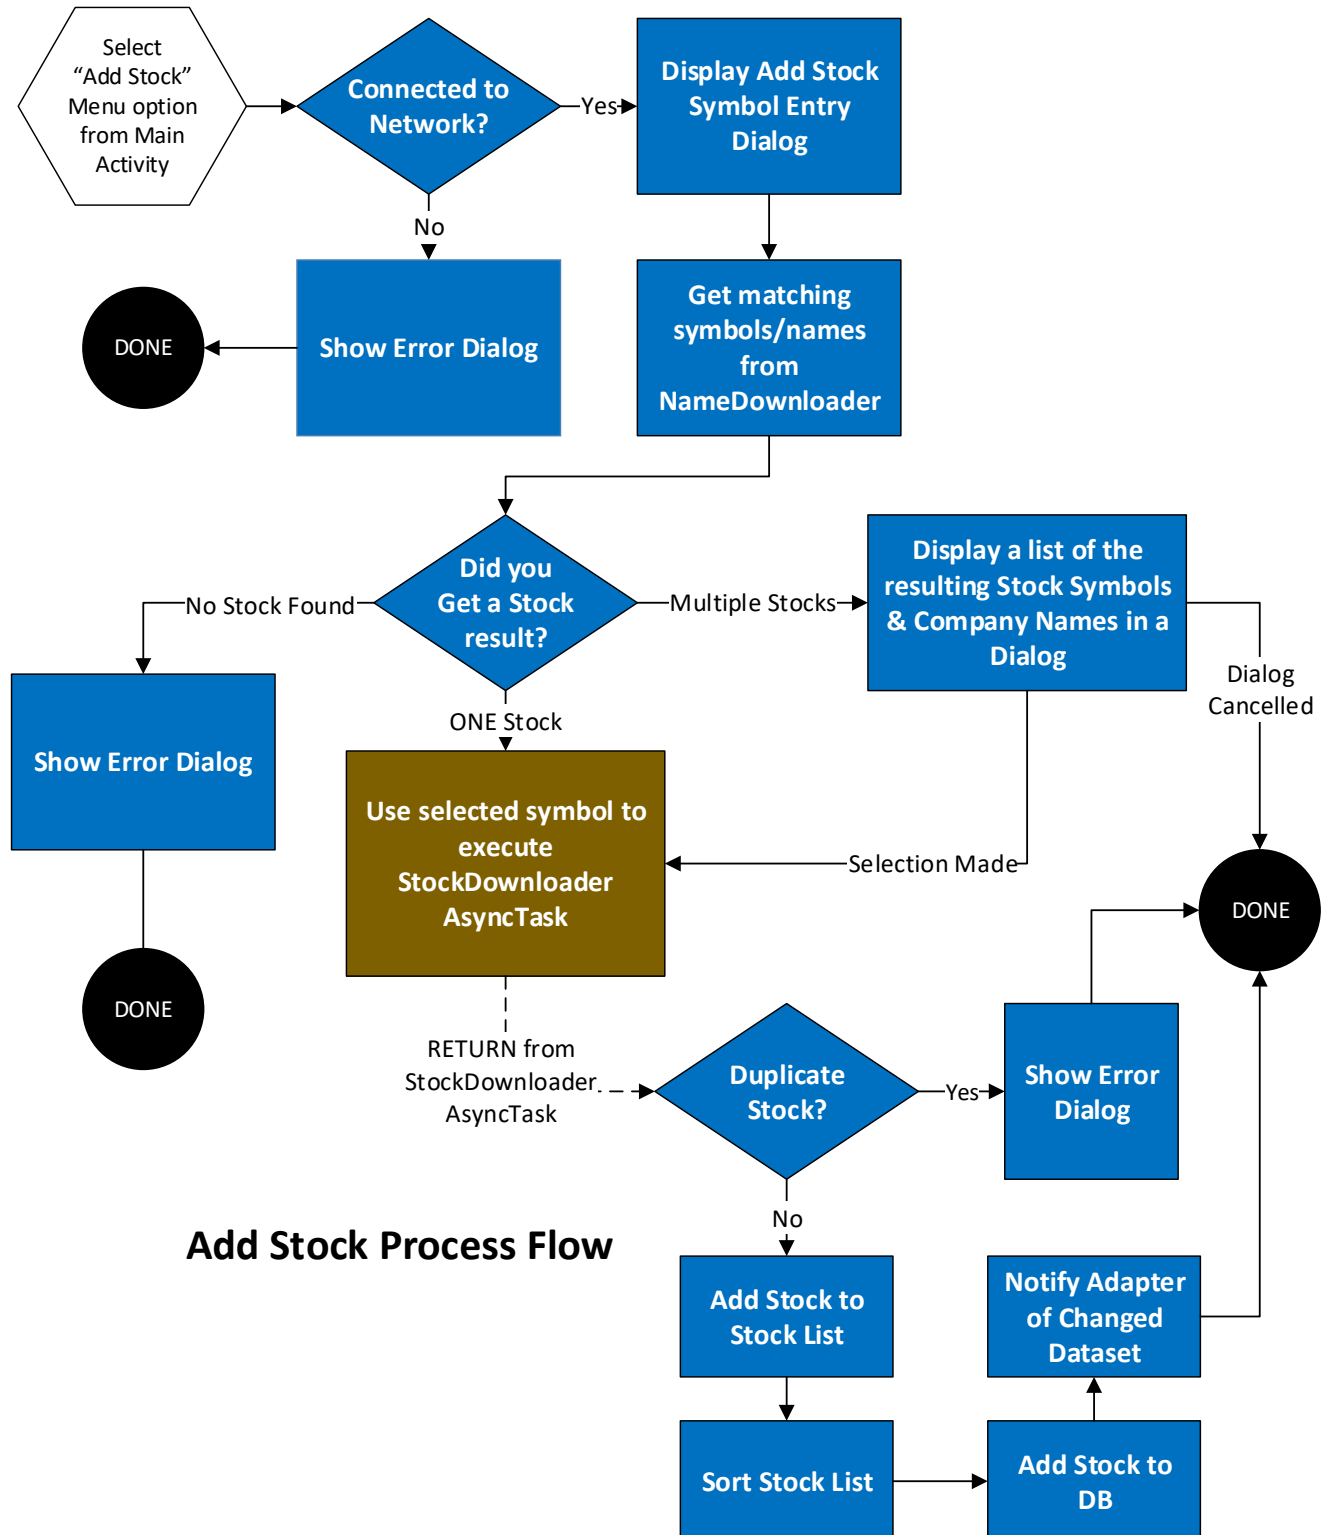 Select
“Add Stock”
Menu option
from Main
Activity
Connected to
Network?
Yes
Display Add Stock
Symbol Entry
Dialog
No
DONE
Show Error Dialog
Get matching
symbols/names
from
NameDownloader
Did you
Get a Stock
result?
No Stock Found
Multiple Stocks
Display a list of the
resulting Stock Symbols
& Company Names in a
Dialog
Dialog
Cancelled
ONE Stock
Show Error Dialog
Use selected symbol to
execute
StockDownloader
AsyncTask
Selection Made
DONE
DONE
RETURN from
StockDownloader
AsyncTask
Duplicate
Stock?
Yes
Show Error
Dialog
No
Add Stock Process Flow
Add Stock to
Stock List
Notify Adapter
of Changed
Dataset
Sort Stock List
Add Stock to
DB